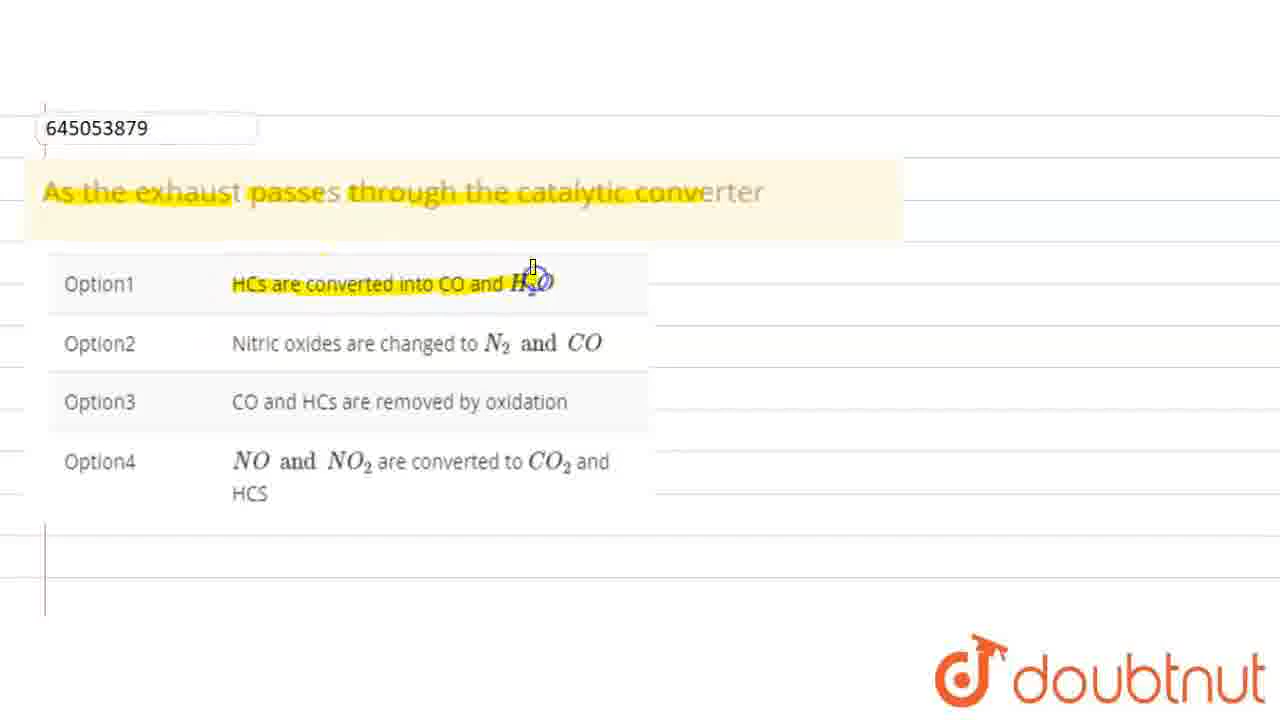 645053879
As the exhaust passes through the catalytic converter
Option1 HCs are converted into CO and H₂O
Option2 Nitric oxides are changed to N₂ and CO
Option3 CO and HCs are removed by oxidation
Option4 NO and NO₂ are converted to CO₂ and
HCS
doubtnut